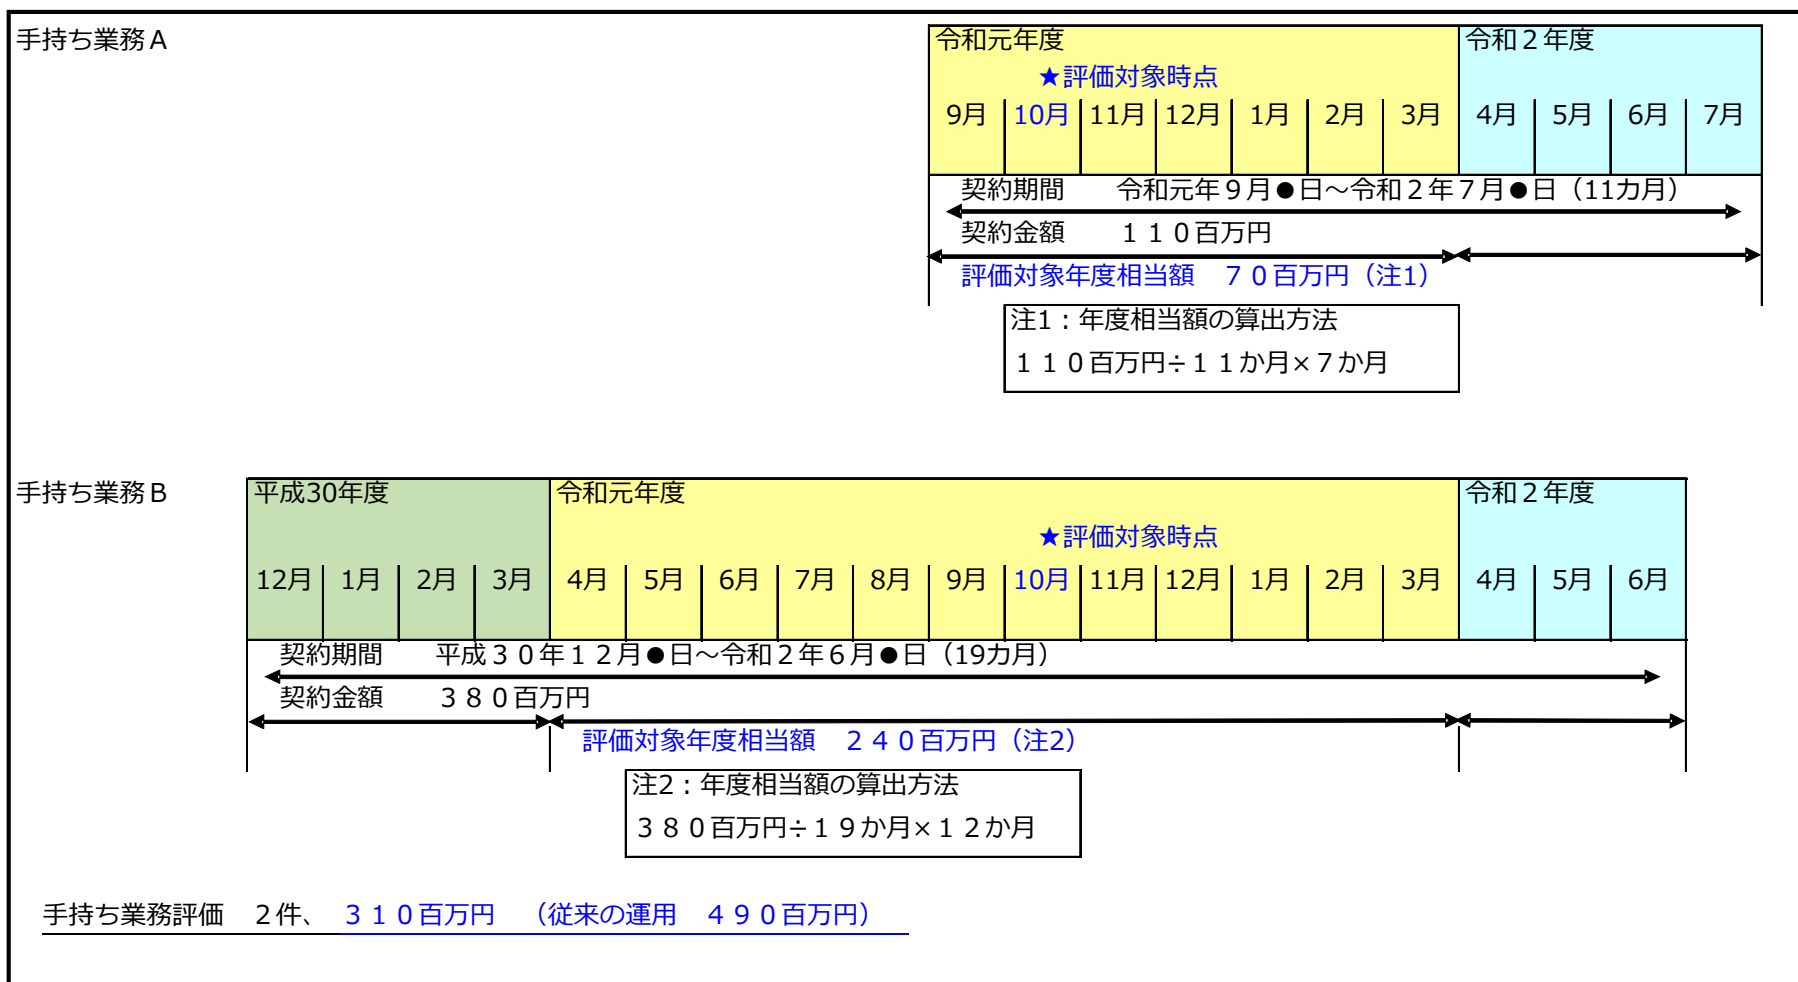 手持ち業務A
令和元年度 令和2年度
★評価対象時点
9月 10月 11月 12月 1月 2月 3月 4月 5月 6月 7月
契約期間 令和元年9月●日～令和2年7月●日（11カ月）
契約金額 110百万円
評価対象年度相当額 70百万円（注1）
注1：年度相当額の算出方法
110百万円÷11か月×7か月
手持ち業務B
平成30年度 令和元年度 令和2年度
★評価対象時点
12月 1月 2月 3月 4月 5月 6月 7月 8月 9月 10月 11月 12月 1月 2月 3月 4月 5月 6月
契約期間 平成30年12月●日～令和2年6月●日（19カ月）
契約金額 380百万円
評価対象年度相当額 240百万円（注2）
注2：年度相当額の算出方法
380百万円÷19か月×12か月
手持ち業務評価 2件、 310百万円 （従来の運用 490百万円）